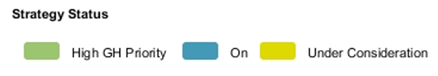 Strategy Status
High GH Priority On Under Consideration